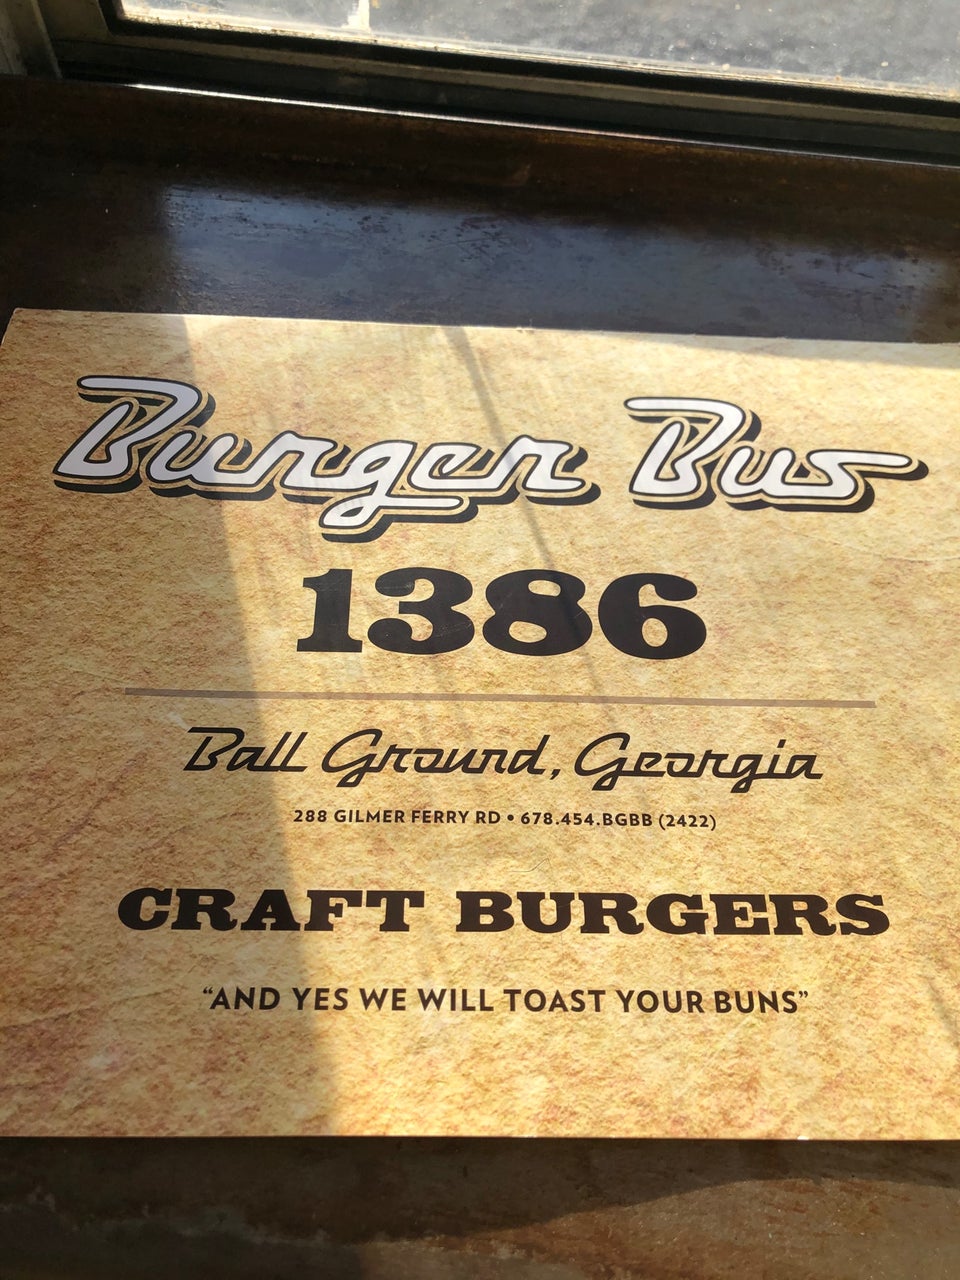 Burger Bus
1386
Ball Ground, Georgia
288 GILMER FERRY RD • 678.454.BGBB (2422)
CRAFT BURGERS
“AND YES WE WILL TOAST YOUR BUNS”